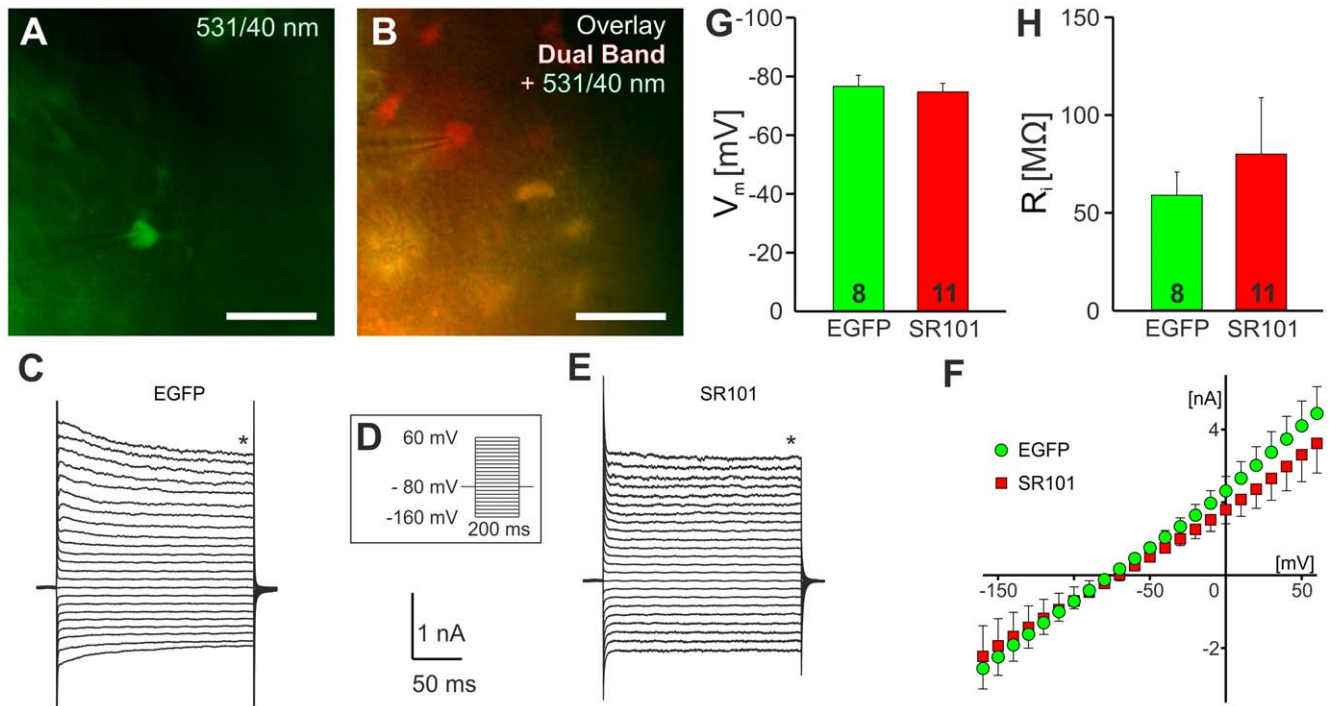 A
531/40 nm
B
Overlay
Dual Band
+ 531/40 nm
G
-100
-80
-60
-40
-20
0
Vm [mV]
8
11
EGFP
SR101
H
150
100
50
0
Ri [MΩ]
8
11
EGFP
SR101
C
EGFP
*
D
60 mV
- 80 mV
-160 mV
200 ms
1 nA
50 ms
E
SR101
*
F
[nA]
4
EGFP
SR101
[mV]
-150
-50
0
50
-2